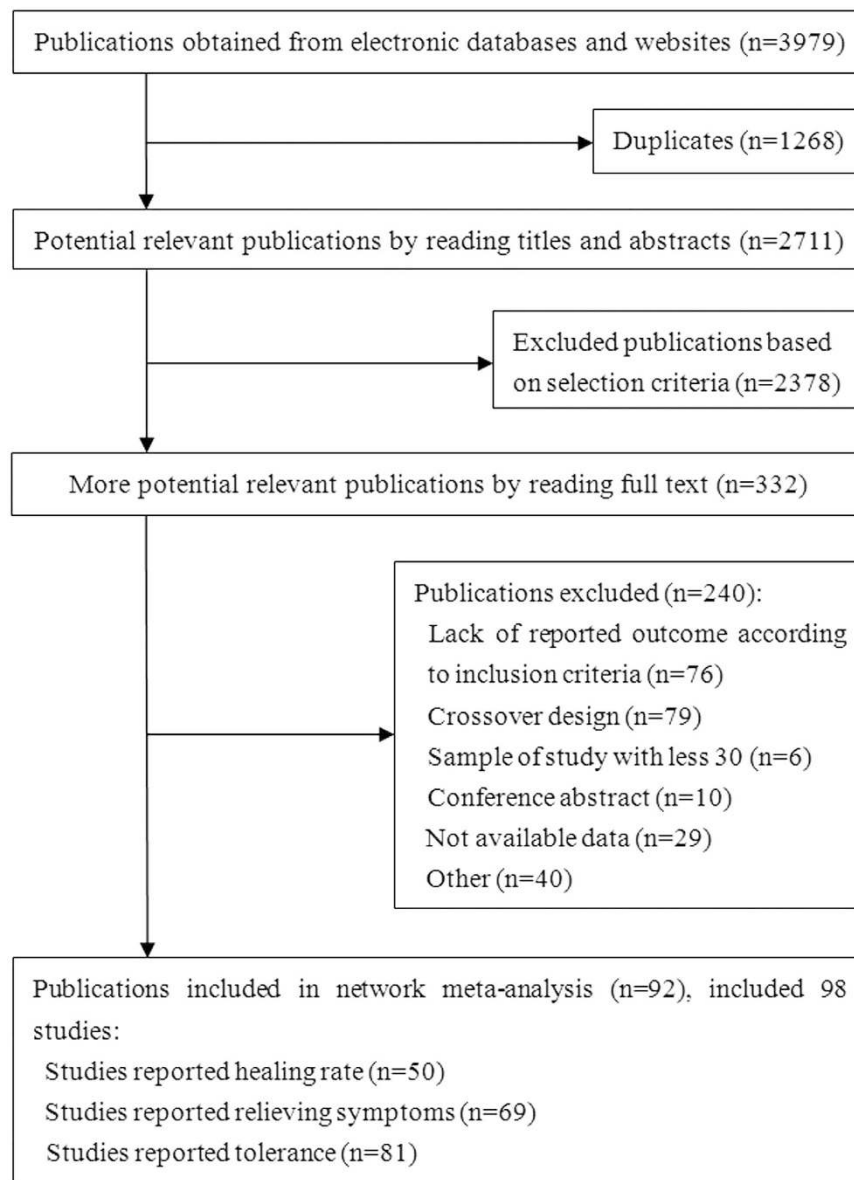 Publications obtained from electronic databases and websites (n=3979)
Duplicates (n=1268)
Potential relevant publications by reading titles and abstracts (n=2711)
Excluded publications based
on selection criteria (n=2378)
More potential relevant publications by reading full text (n=332)
Publications excluded (n=240):
Lack of reported outcome according
to inclusion criteria (n=76)
Crossover design (n=79)
Sample of study with less 30 (n=6)
Conference abstract (n=10)
Not available data (n=29)
Other (n=40)
Publications included in network meta-analysis (n=92), included 98
studies:
Studies reported healing rate (n=50)
Studies reported relieving symptoms (n=69)
Studies reported tolerance (n=81)